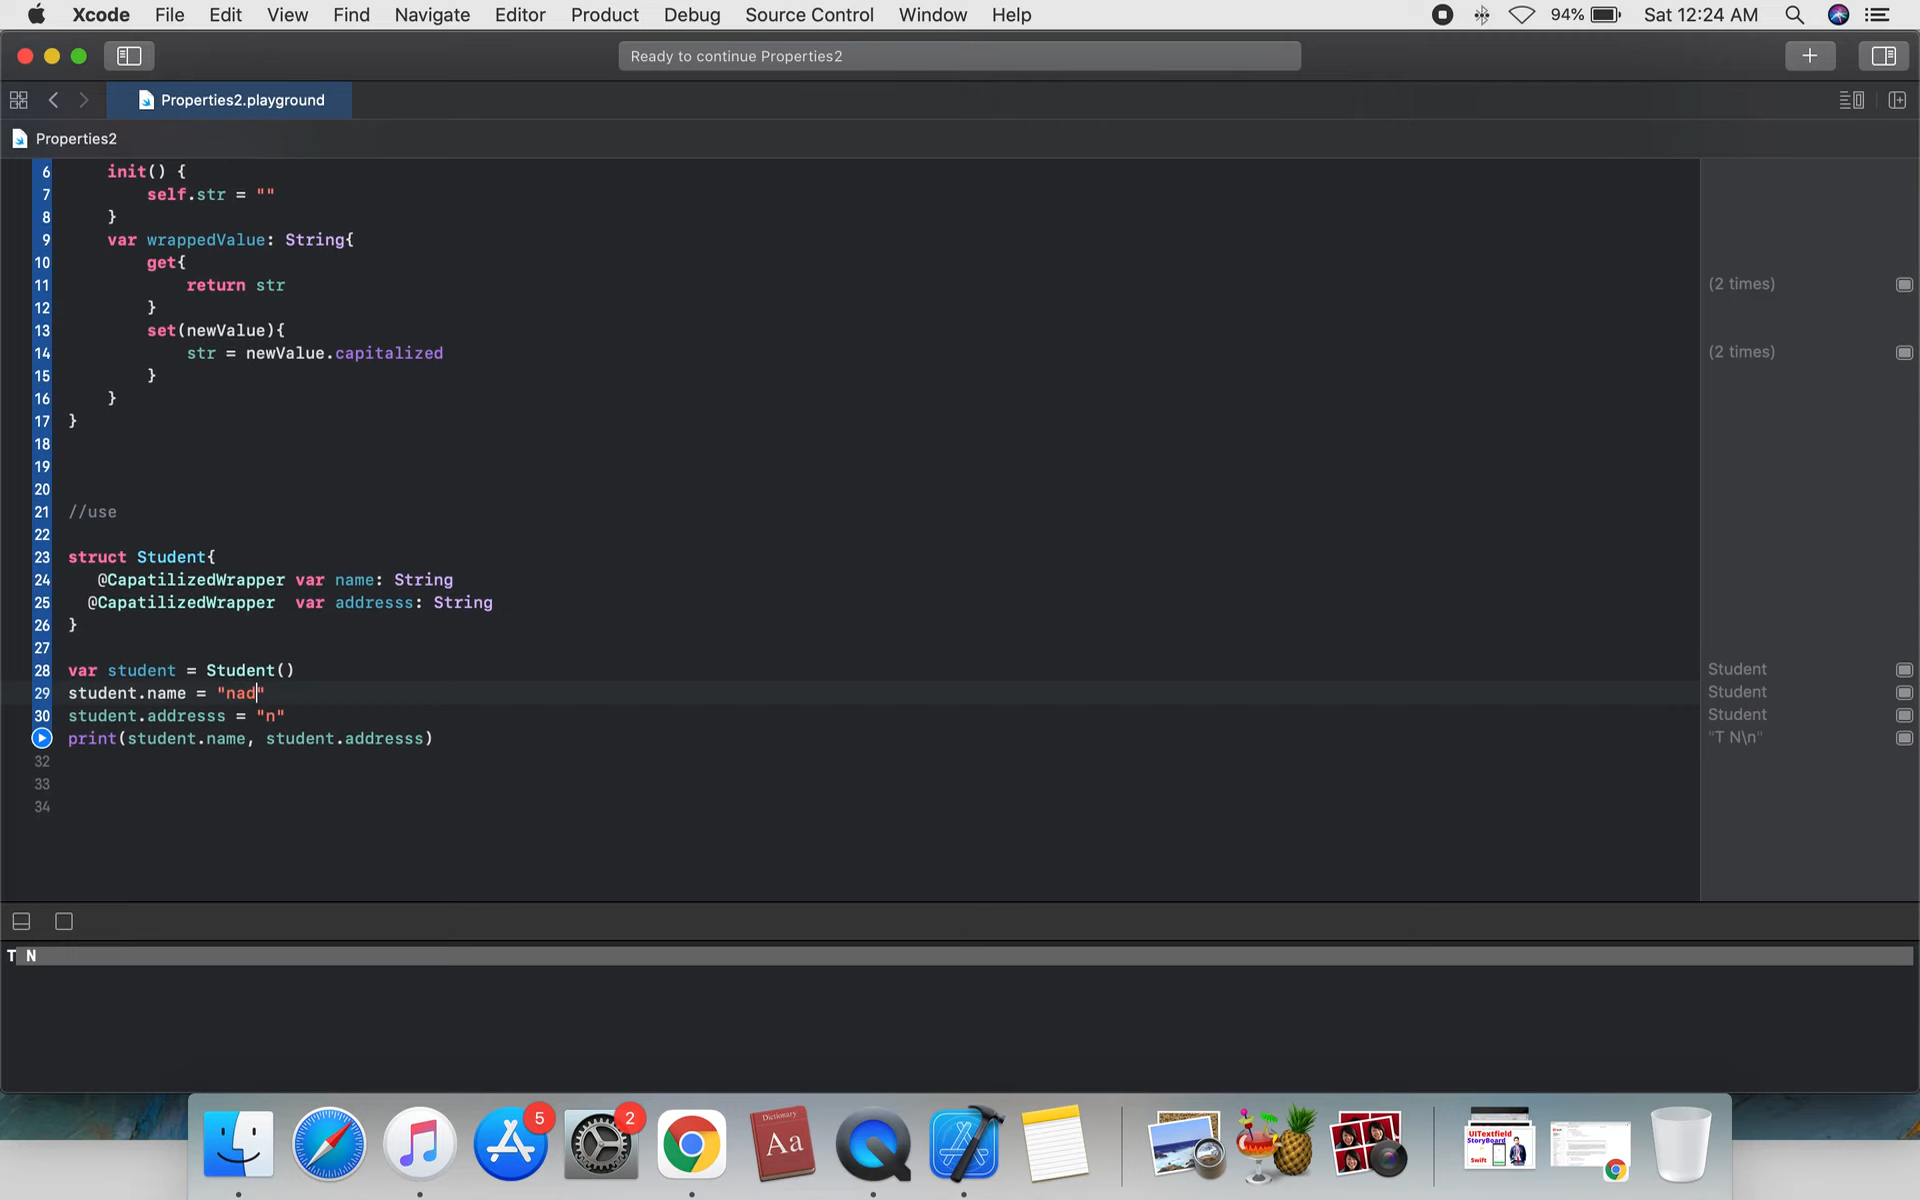 Xcode File Edit View Find Navigate Editor Product Debug Source Control Window Help 94% Sat 12:24 AM
Ready to continue Properties2
Properties2.playground
Properties2
6 init() {
7 self.str = ""
8 }
9 var wrappedValue: String{
10 get{
11 return str (2 times)
12 }
13 set(newValue){
14 str = newValue.capitalized (2 times)
15 }
16 }
17 }
18
19
20
21 //use
22
23 struct Student{
24 @CapatilizedWrapper var name: String
25 @CapatilizedWrapper var addresss: String
26 }
27
28 var student = Student() Student
29 student.name = "nad" Student
30 student.addresss = "n" Student
print(student.name, student.addresss) "T N\n"
32
33
34
T N
5
2
Dictionary
Aa
UITextfield
StoryBoard
Swift